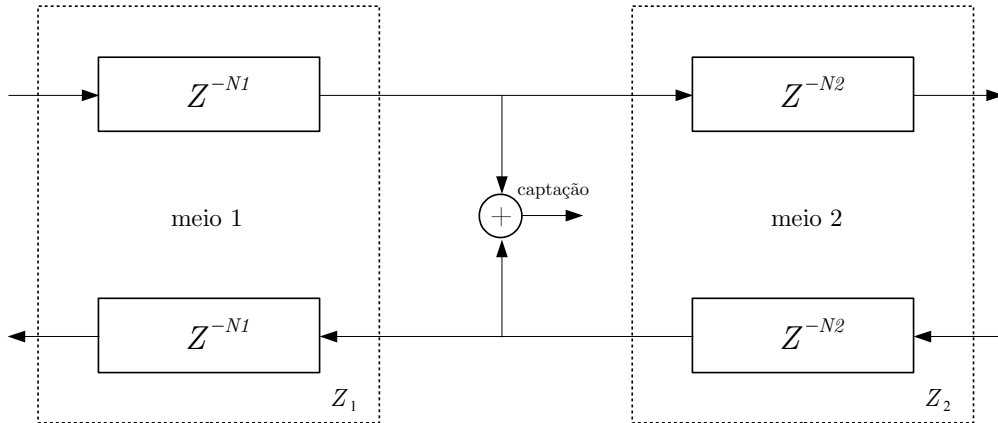 Z^{-N1}
Z^{-N2}
captação
+
meio 1
meio 2
Z^{-N1}
Z^{-N2}
Z_1
Z_2